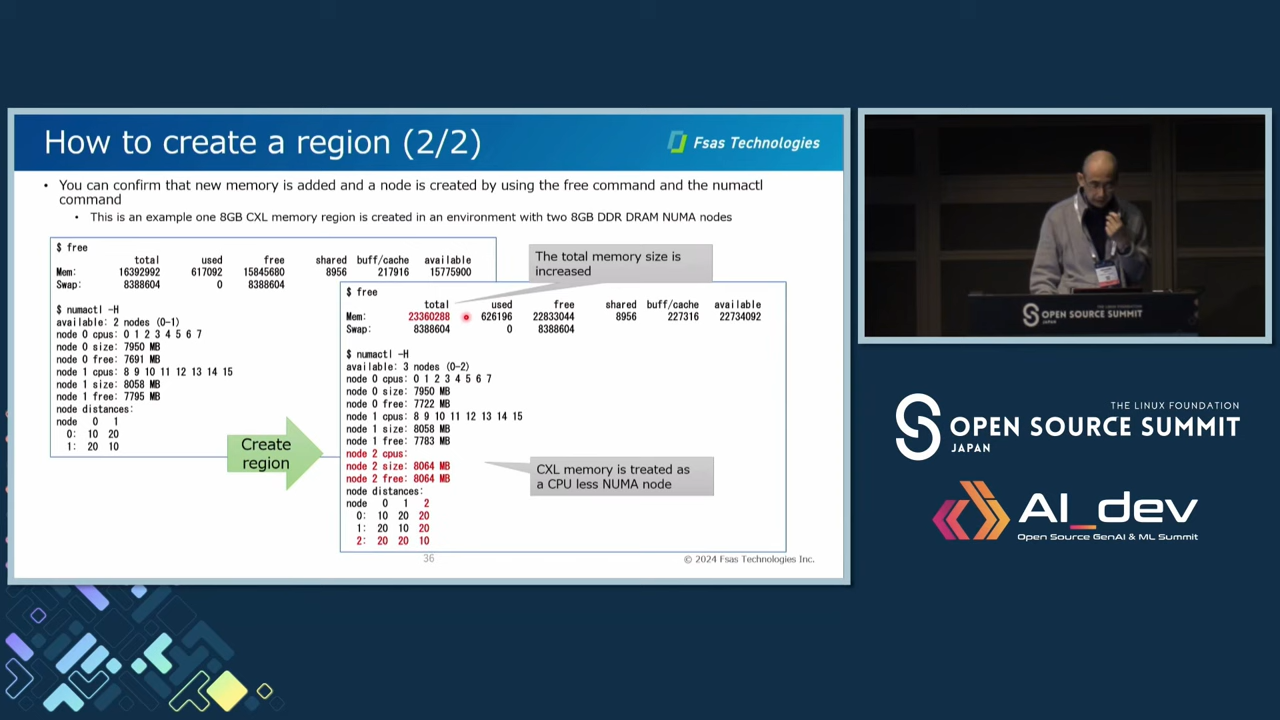 How to create a region (2/2)
Fsas Technologies
• You can confirm that new memory is added and a node is created by using the free command and the numactl
command
• This is an example one 8GB CXL memory region is created in an environment with two 8GB DDR DRAM NUMA nodes
$ free
total used free shared buff/cache available
Mem: 16392992 617092 15845680 8956 217916 15775900
Swap: 8388604 0 8388604
$ numactl -H
available: 2 nodes (0-1)
node 0 cpus: 0 1 2 3 4 5 6 7
node 0 size: 7950 MB
node 0 free: 7691 MB
node 1 cpus: 8 9 10 11 12 13 14 15
node 1 size: 8058 MB
node 1 free: 7795 MB
node distances:
node 0 1
0: 10 20
1: 20 10
Create
region
The total memory size is
increased
$ free
total used free shared buff/cache available
Mem: 23360288 626196 22833044 8956 227316 22734092
Swap: 8388604 0 8388604
$ numactl -H
available: 3 nodes (0-2)
node 0 cpus: 0 1 2 3 4 5 6 7
node 0 size: 7950 MB
node 0 free: 7722 MB
node 1 cpus: 8 9 10 11 12 13 14 15
node 1 size: 8058 MB
node 1 free: 7783 MB
node 2 cpus:
node 2 size: 8064 MB
node 2 free: 8064 MB
node distances:
node 0 1 2
0: 10 20 20
1: 20 10 20
2: 20 20 10
CXL memory is treated as
a CPU less NUMA node
36
© 2024 Fsas Technologies Inc.
THE LINUX FOUNDATION
OPEN SOURCE SUMMIT
JAPAN
THE LINUX FOUNDATION
OPEN SOURCE SUMMIT
JAPAN
AI_dev
Open Source GenAI & ML Summit